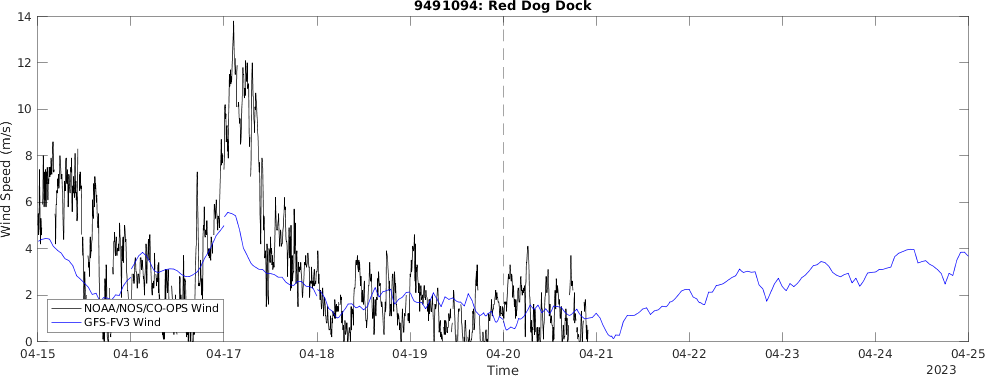 9491094: Red Dog Dock
Wind Speed (m/s)
14
12
10
8
6
4
2
0
NOAA/NOS/CO-OPS Wind
GFS-FV3 Wind
04-15 04-16 04-17 04-18 04-19 04-20 04-21 04-22 04-23 04-24 04-25
Time
2023